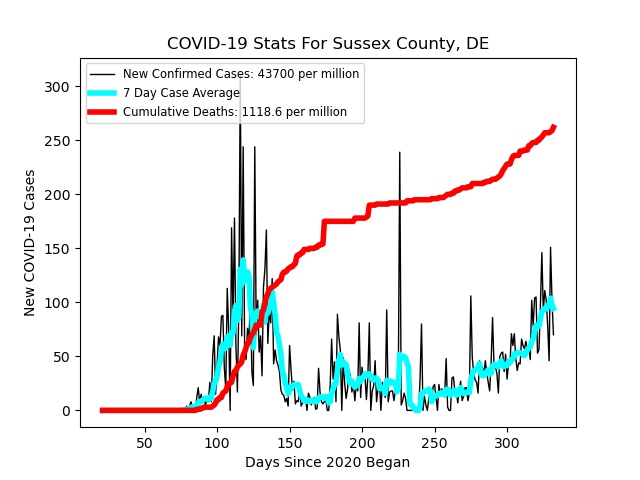 COVID-19 Stats For Sussex County, DE
New Confirmed Cases: 43700 per million
7 Day Case Average
Cumulative Deaths: 1118.6 per million
New COVID-19 Cases
300
250
200
150
100
50
0
50 100 150 200 250 300
Days Since 2020 Began